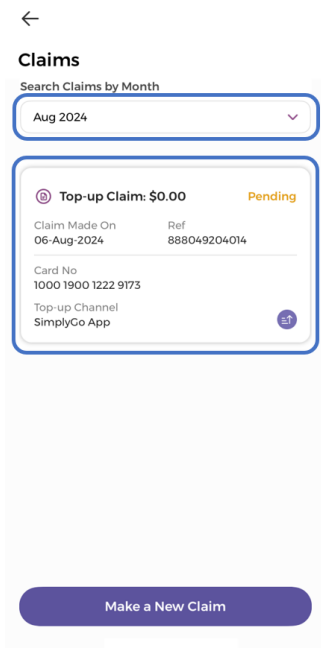 Claims
Search Claims by Month
Aug 2024
Top-up Claim: $0.00 Pending
Claim Made On Ref
06-Aug-2024 888049204014
Card No
1000 1900 1222 9173
Top-up Channel
SimplyGo App
Make a New Claim